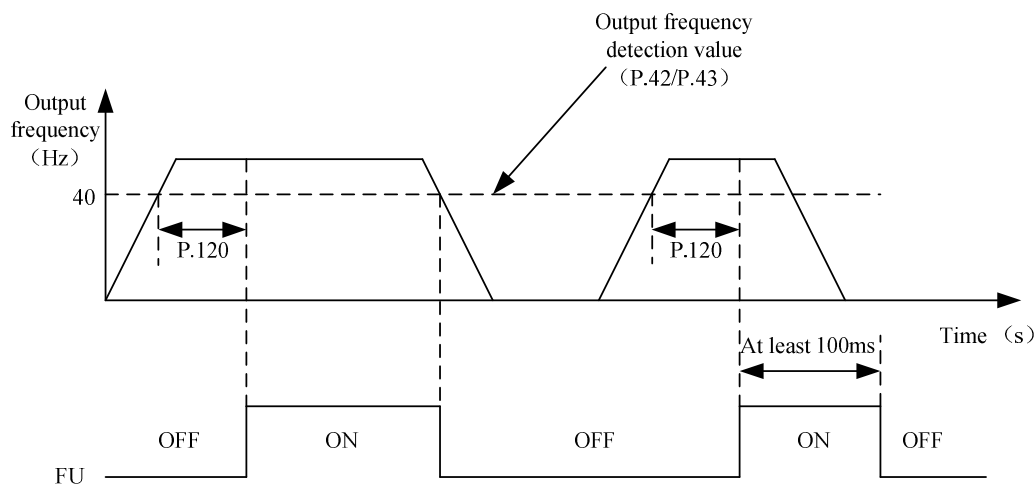 Output frequency
detection value
（P.42/P.43）
Output
frequency
（Hz）
40
P.120
P.120
Time （s）
At least 100ms
OFF
ON
OFF
ON
OFF
FU